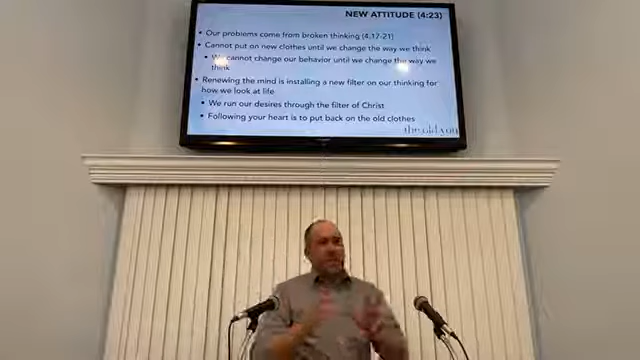 NEW ATTITUDE (4:23)
• Our problems come from broken thinking (4.17-21)
• Cannot put on new clothes until we change the way we think
• We cannot change our behavior until we change the way we
think
• Renewing the mind is installing a new filter on our thinking for
how we look at life
• We run our desires through the filter of Christ
• Following your heart is to put back on the old clothes
the old you